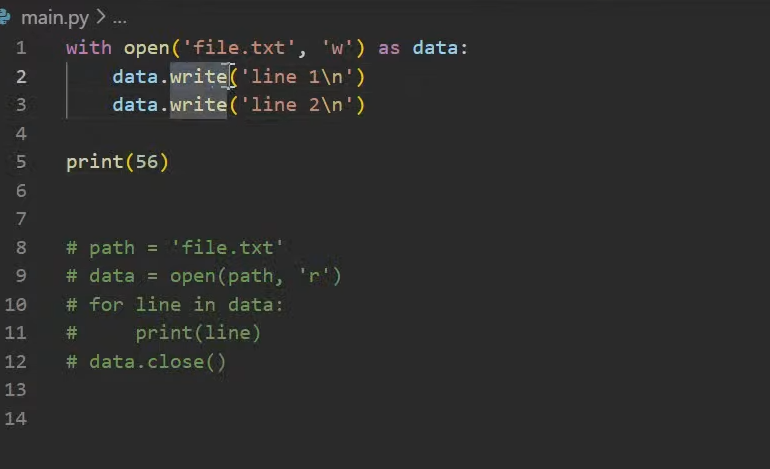 main.py > ...
1 with open('file.txt', 'w') as data:
2     data.write('line 1\n')
3     data.write('line 2\n')
4
5 print(56)
6
7
8 # path = 'file.txt'
9 # data = open(path, 'r')
10 # for line in data:
11 #     print(line)
12 # data.close()
13
14